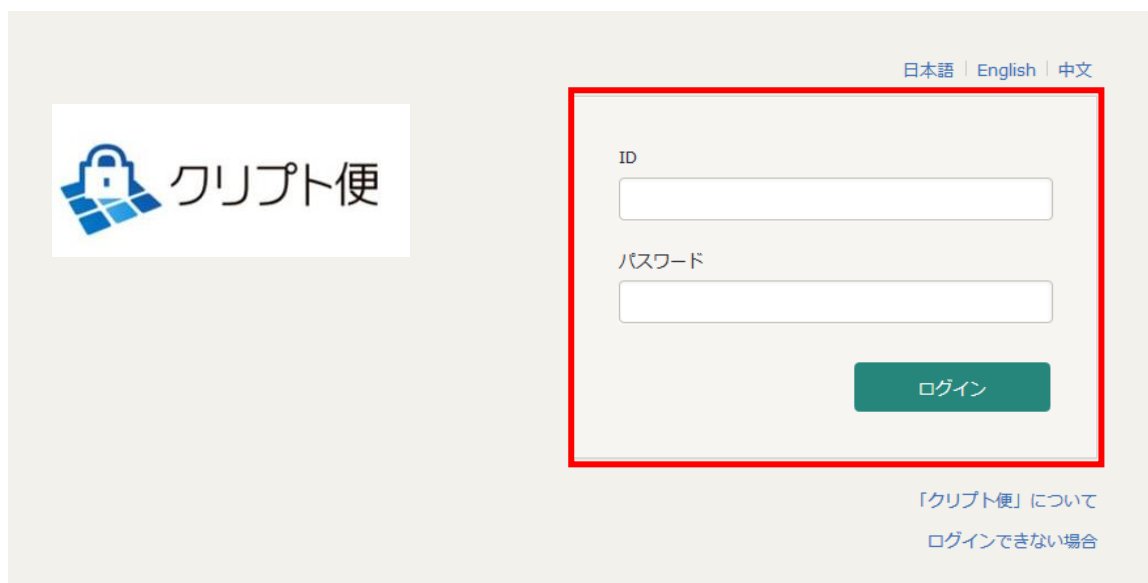 日本語 English 中文
クリプト便
ID
パスワード
ログイン
「クリプト便」について
ログインできない場合